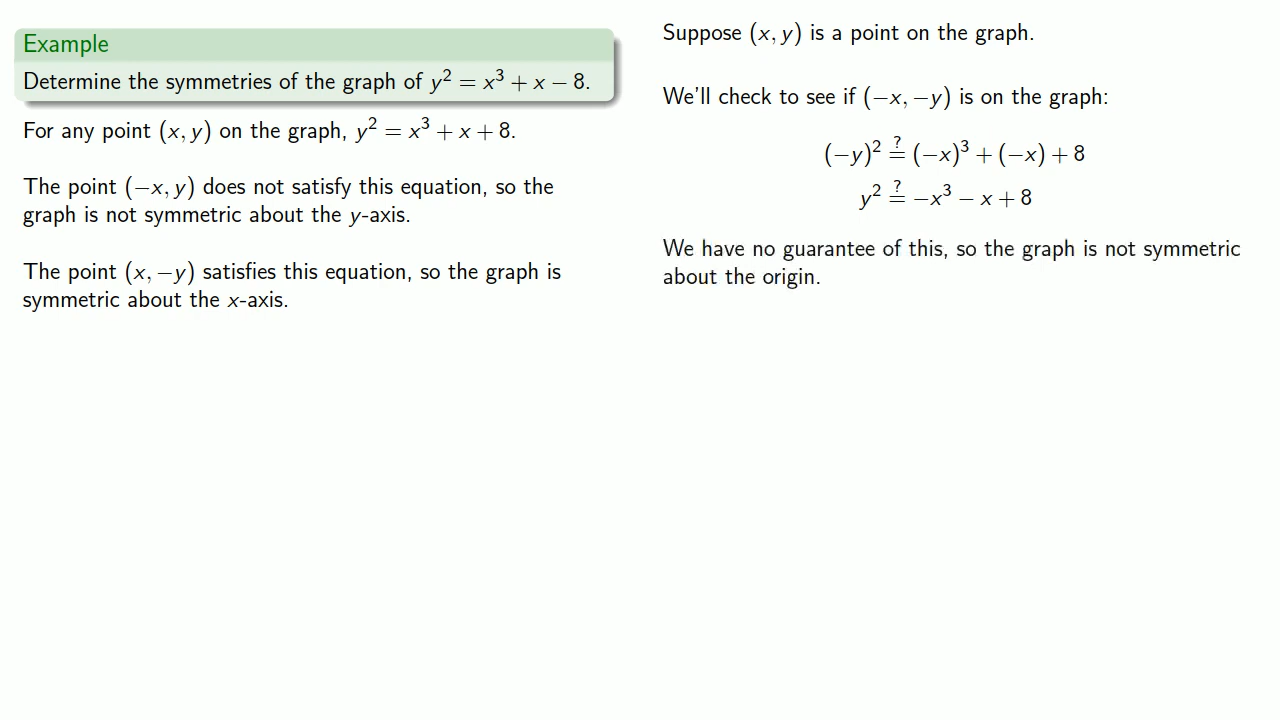 Example
Determine the symmetries of the graph of y² = x³ + x − 8.
For any point (x, y) on the graph, y² = x³ + x + 8.
The point (−x, y) does not satisfy this equation, so the
graph is not symmetric about the y-axis.
The point (x, −y) satisfies this equation, so the graph is
symmetric about the x-axis.
Suppose (x, y) is a point on the graph.
We'll check to see if (−x, −y) is on the graph:
(−y)² ≟ (−x)³ + (−x) + 8
y² ≟ −x³ − x + 8
We have no guarantee of this, so the graph is not symmetric
about the origin.